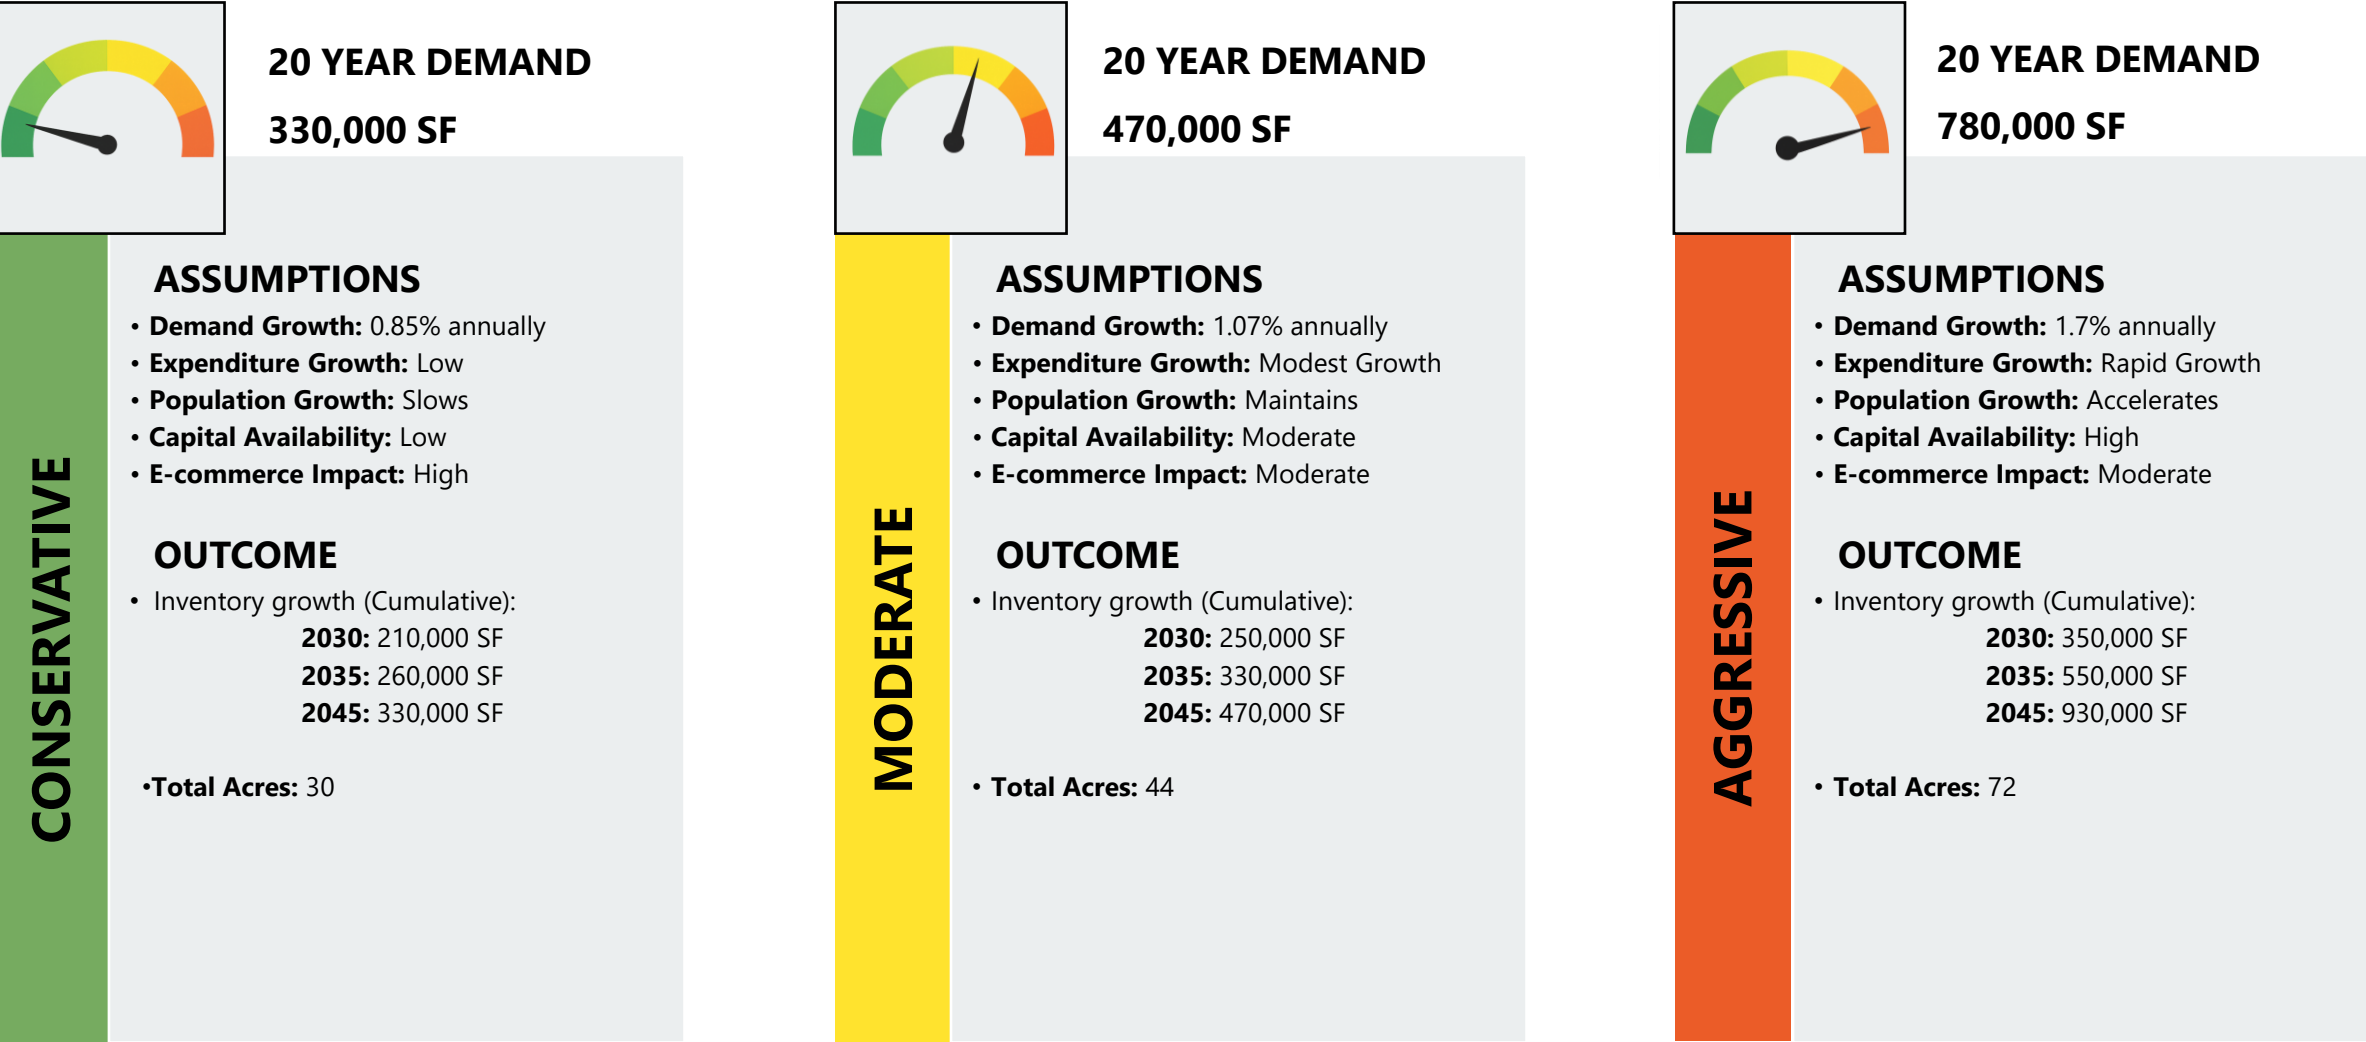 20 YEAR DEMAND
330,000 SF
CONSERVATIVE
ASSUMPTIONS
• Demand Growth: 0.85% annually
• Expenditure Growth: Low
• Population Growth: Slows
• Capital Availability: Low
• E-commerce Impact: High
OUTCOME
• Inventory growth (Cumulative):
2030: 210,000 SF
2035: 260,000 SF
2045: 330,000 SF
•Total Acres: 30
20 YEAR DEMAND
470,000 SF
MODERATE
ASSUMPTIONS
• Demand Growth: 1.07% annually
• Expenditure Growth: Modest Growth
• Population Growth: Maintains
• Capital Availability: Moderate
• E-commerce Impact: Moderate
OUTCOME
• Inventory growth (Cumulative):
2030: 250,000 SF
2035: 330,000 SF
2045: 470,000 SF
• Total Acres: 44
20 YEAR DEMAND
780,000 SF
AGGRESSIVE
ASSUMPTIONS
• Demand Growth: 1.7% annually
• Expenditure Growth: Rapid Growth
• Population Growth: Accelerates
• Capital Availability: High
• E-commerce Impact: Moderate
OUTCOME
• Inventory growth (Cumulative):
2030: 350,000 SF
2035: 550,000 SF
2045: 930,000 SF
• Total Acres: 72